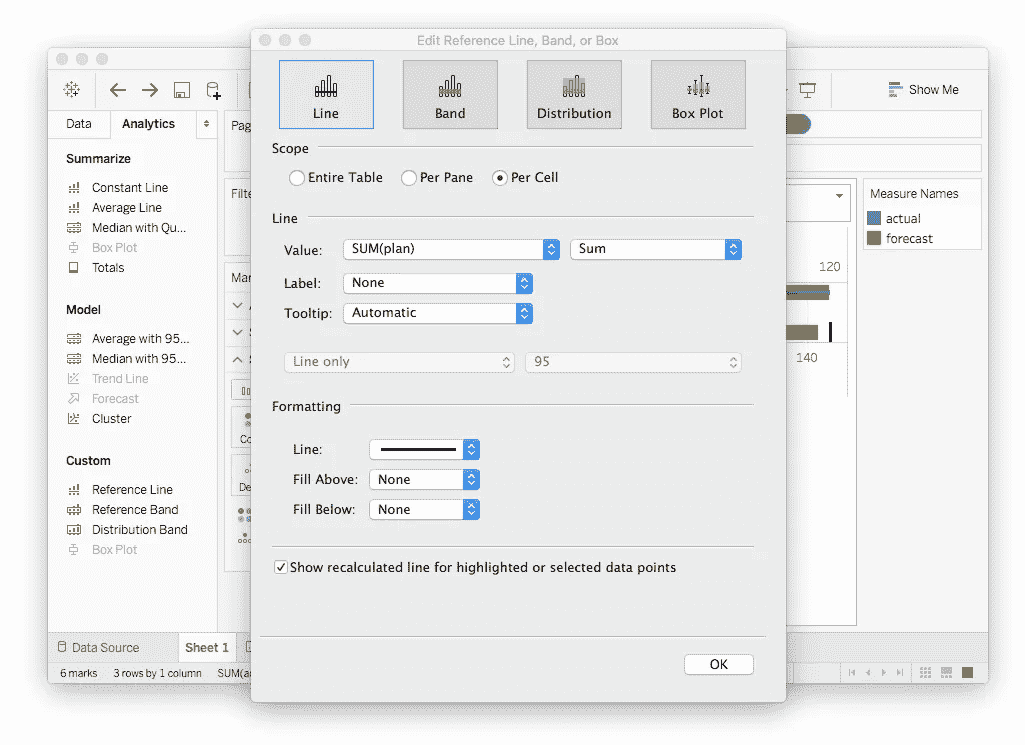 Edit Reference Line, Band, or Box
Line
Band
Distribution
Box Plot
Scope
Entire Table
Per Pane
Per Cell
Line
Value:
SUM(plan)
Sum
Label:
None
Tooltip:
Automatic
Line only
95
Formatting
Line:
Fill Above:
None
Fill Below:
None
Show recalculated line for highlighted or selected data points
OK
Show Me
Data
Analytics
Pag
Summarize
Constant Line
Average Line
Median with Qu...
Box Plot
Totals
Model
Average with 95...
Median with 95...
Trend Line
Forecast
Cluster
Custom
Reference Line
Reference Band
Distribution Band
Box Plot
Filte
Mar
Co
De
Measure Names
actual
forecast
120
140
Data Source
Sheet 1
6 marks
3 rows by 1 column
SUM(a